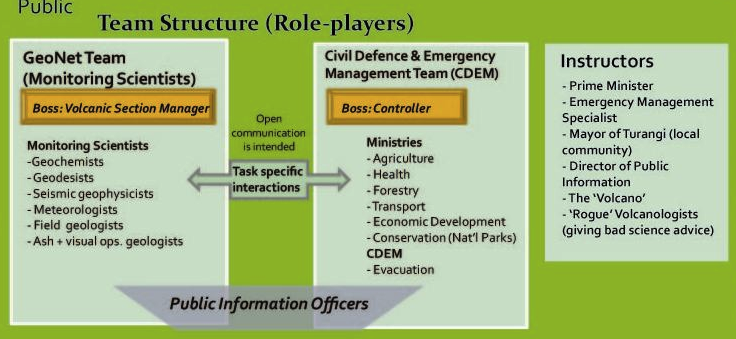 Public
Team Structure (Role-players)
GeoNet Team
(Monitoring Scientists)
Boss: Volcanic Section Manager
Monitoring Scientists
-Geochemists
- Geodesists
- Seismic geophysicists
- Meteorologists
- Field geologists
- Ash + visual ops. geologists
Open
communication
is intended
Task specific
interactions
Civil Defence & Emergency
Management Team (CDEM)
Boss: Controller
Ministries
- Agriculture
- Health
- Forestry
- Transport
- Economic Development
- Conservation (Nat'l Parks)
CDEM
- Evacuation
Public Information Officers
Instructors
- Prime Minister
- Emergency Management
Specialist
- Mayor of Turangi (local
community)
- Director of Public
Information
- The 'Volcano'
- 'Rogue' Volcanologists
(giving bad science advice)